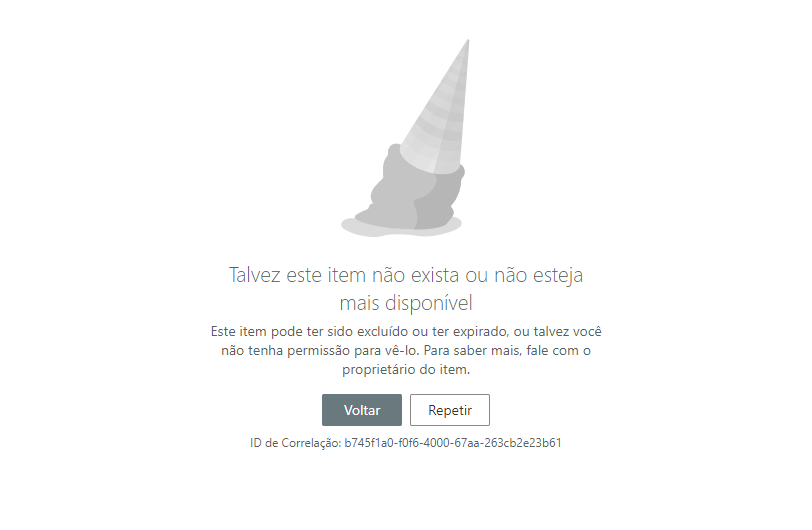 Talvez este item não exista ou não esteja
mais disponível
Este item pode ter sido excluído ou ter expirado, ou talvez você
não tenha permissão para vê-lo. Para saber mais, fale com o
proprietário do item.
Voltar
Repetir
ID de Correlação: b745f1a0-f0f6-4000-67aa-263cb2e23b61